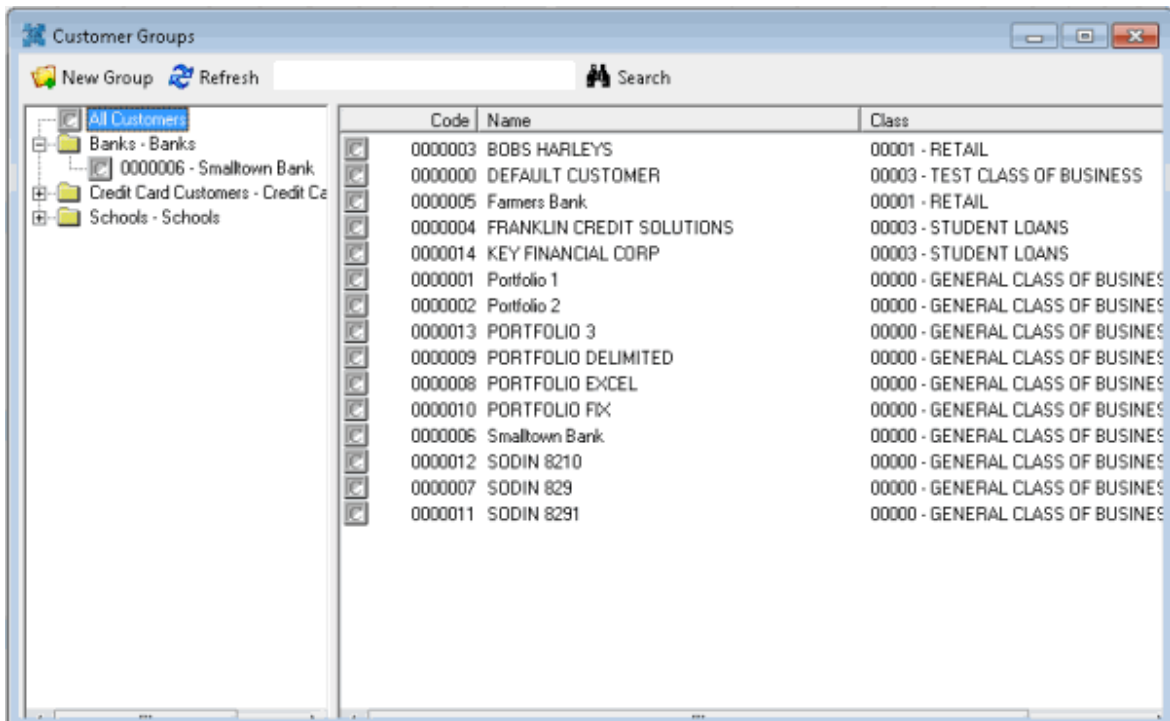 Customer Groups
New Group Refresh Search
All Customers
Banks - Banks
0000006 - Smalltown Bank
Credit Card Customers - Credit Ca
Schools - Schools
Code Name Class
0000003 BOBS HARLEYS 00001 - RETAIL
0000000 DEFAULT CUSTOMER 00003 - TEST CLASS OF BUSINESS
0000005 Farmers Bank 00001 - RETAIL
0000004 FRANKLIN CREDIT SOLUTIONS 00003 - STUDENT LOANS
0000014 KEY FINANCIAL CORP 00003 - STUDENT LOANS
0000001 Portfolio 1 00000 - GENERAL CLASS OF BUSINES
0000002 Portfolio 2 00000 - GENERAL CLASS OF BUSINES
0000013 PORTFOLIO 3 00000 - GENERAL CLASS OF BUSINES
0000009 PORTFOLIO DELIMITED 00000 - GENERAL CLASS OF BUSINES
0000008 PORTFOLIO EXCEL 00000 - GENERAL CLASS OF BUSINES
0000010 PORTFOLIO FIX 00000 - GENERAL CLASS OF BUSINES
0000006 Smalltown Bank 00000 - GENERAL CLASS OF BUSINES
0000012 SODIN 8210 00000 - GENERAL CLASS OF BUSINES
0000007 SODIN 829 00000 - GENERAL CLASS OF BUSINES
0000011 SODIN 8291 00000 - GENERAL CLASS OF BUSINES